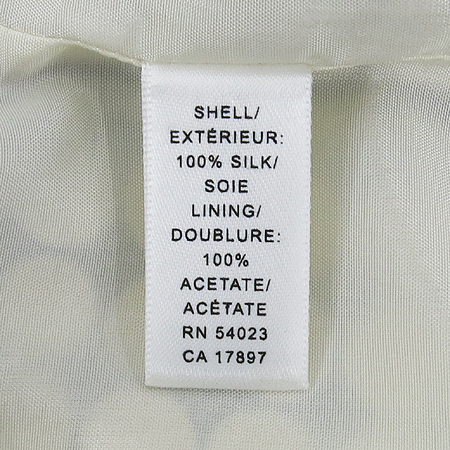 SHELL/
EXTÉRIEUR:
100% SILK/
SOIE
LINING/
DOUBLURE:
100%
ACETATE/
ACÉTATE
RN 54023
CA 17897